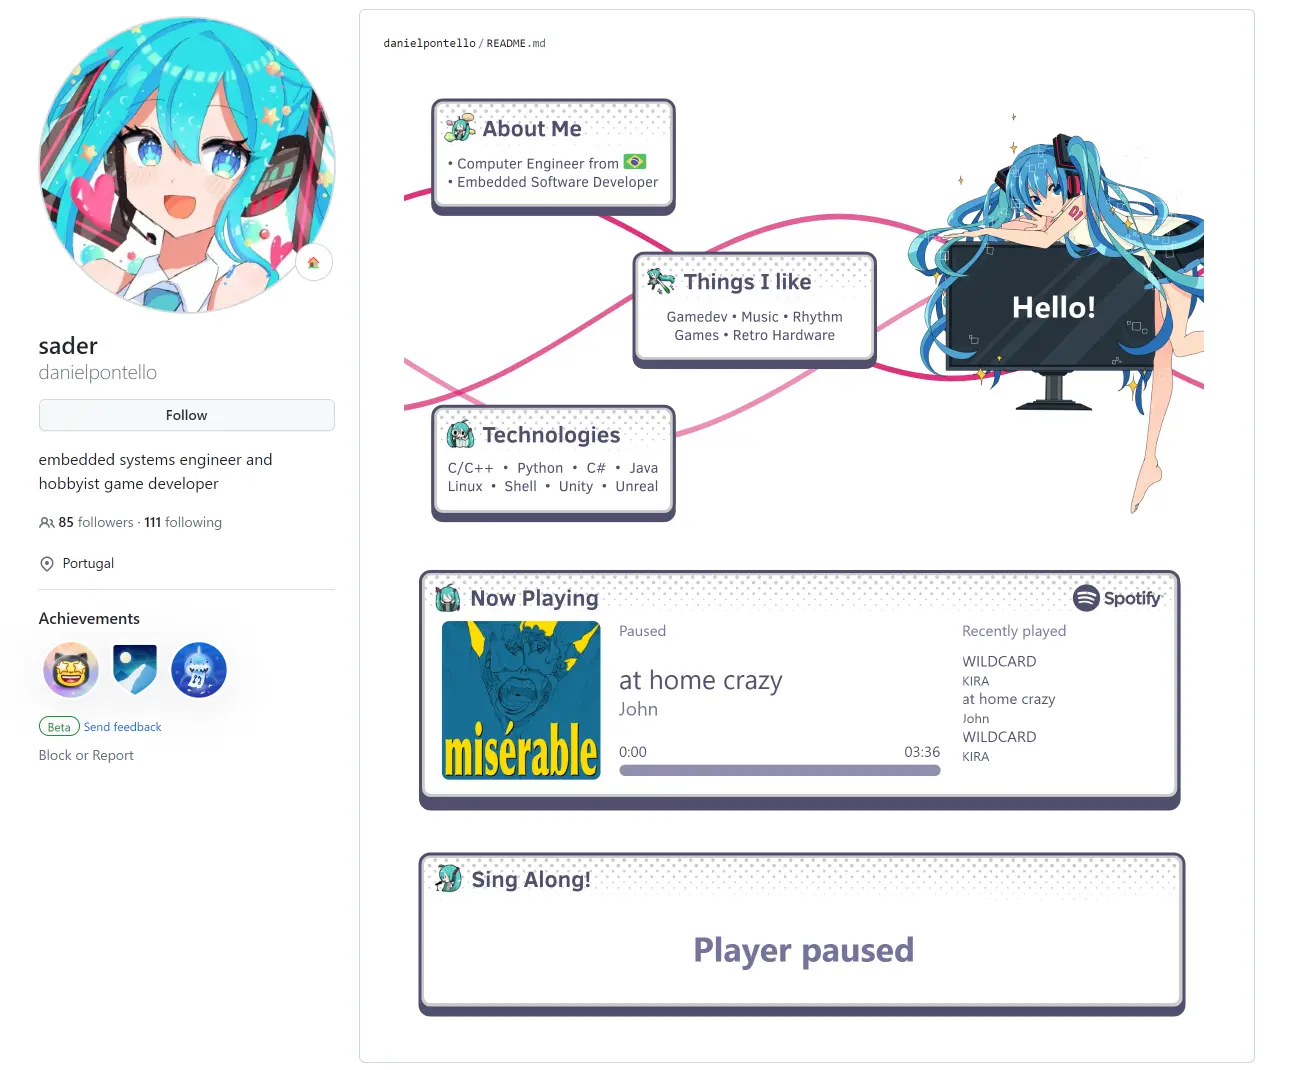 sader
danielpontello
Follow
embedded systems engineer and
hobbyist game developer
85 followers · 111 following
Portugal
Achievements
Beta Send feedback
Block or Report
danielpontello / README.md
About Me
• Computer Engineer from
• Embedded Software Developer
Things I like
Gamedev • Music • Rhythm
Games • Retro Hardware
Technologies
C/C++ • Python • C# • Java
Linux • Shell • Unity • Unreal
01
Hello!
Now Playing
Spotify
misérable
Paused
at home crazy
John
0:00 03:36
Recently played
WILDCARD
KIRA
at home crazy
John
WILDCARD
KIRA
Sing Along!
Player paused